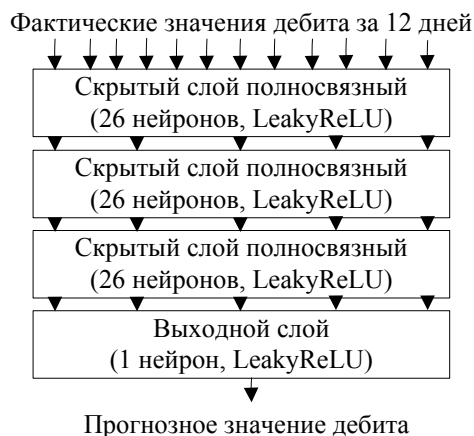 Фактические значения дебита за 12 дней
Скрытый слой полносвязный
(26 нейронов, LeakyReLU)
Скрытый слой полносвязный
(26 нейронов, LeakyReLU)
Скрытый слой полносвязный
(26 нейронов, LeakyReLU)
Выходной слой
(1 нейрон, LeakyReLU)
Прогнозное значение дебита